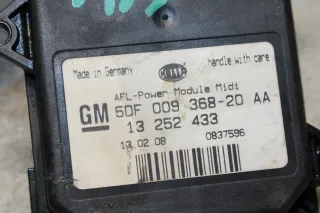 Made in Germany
...handle with care
AFL-Power Module Midi
GM 5DF 009 368-20 AA
13 252 433
13.02.08 0837596